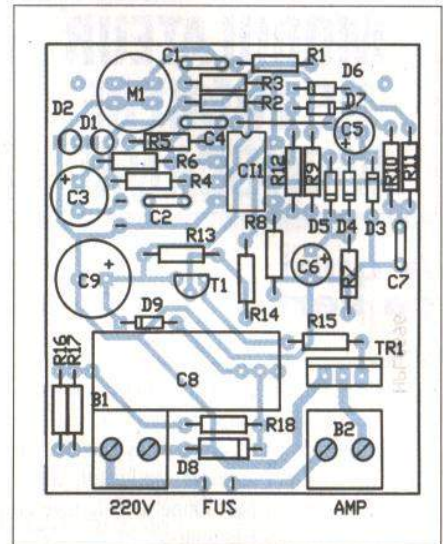 C1
R1
R3
D6
M1
R2
D7
D2
D1
C4
C5
R5
R6
CI1
R12
R9
R10
R11
R4
C3
C2
D5
D4
D3
R8
R13
C9
T1
C6
R7
C7
R14
D9
R15
TR1
R16
R17
C8
B1
R18
B2
D8
220V
FUS
AMP